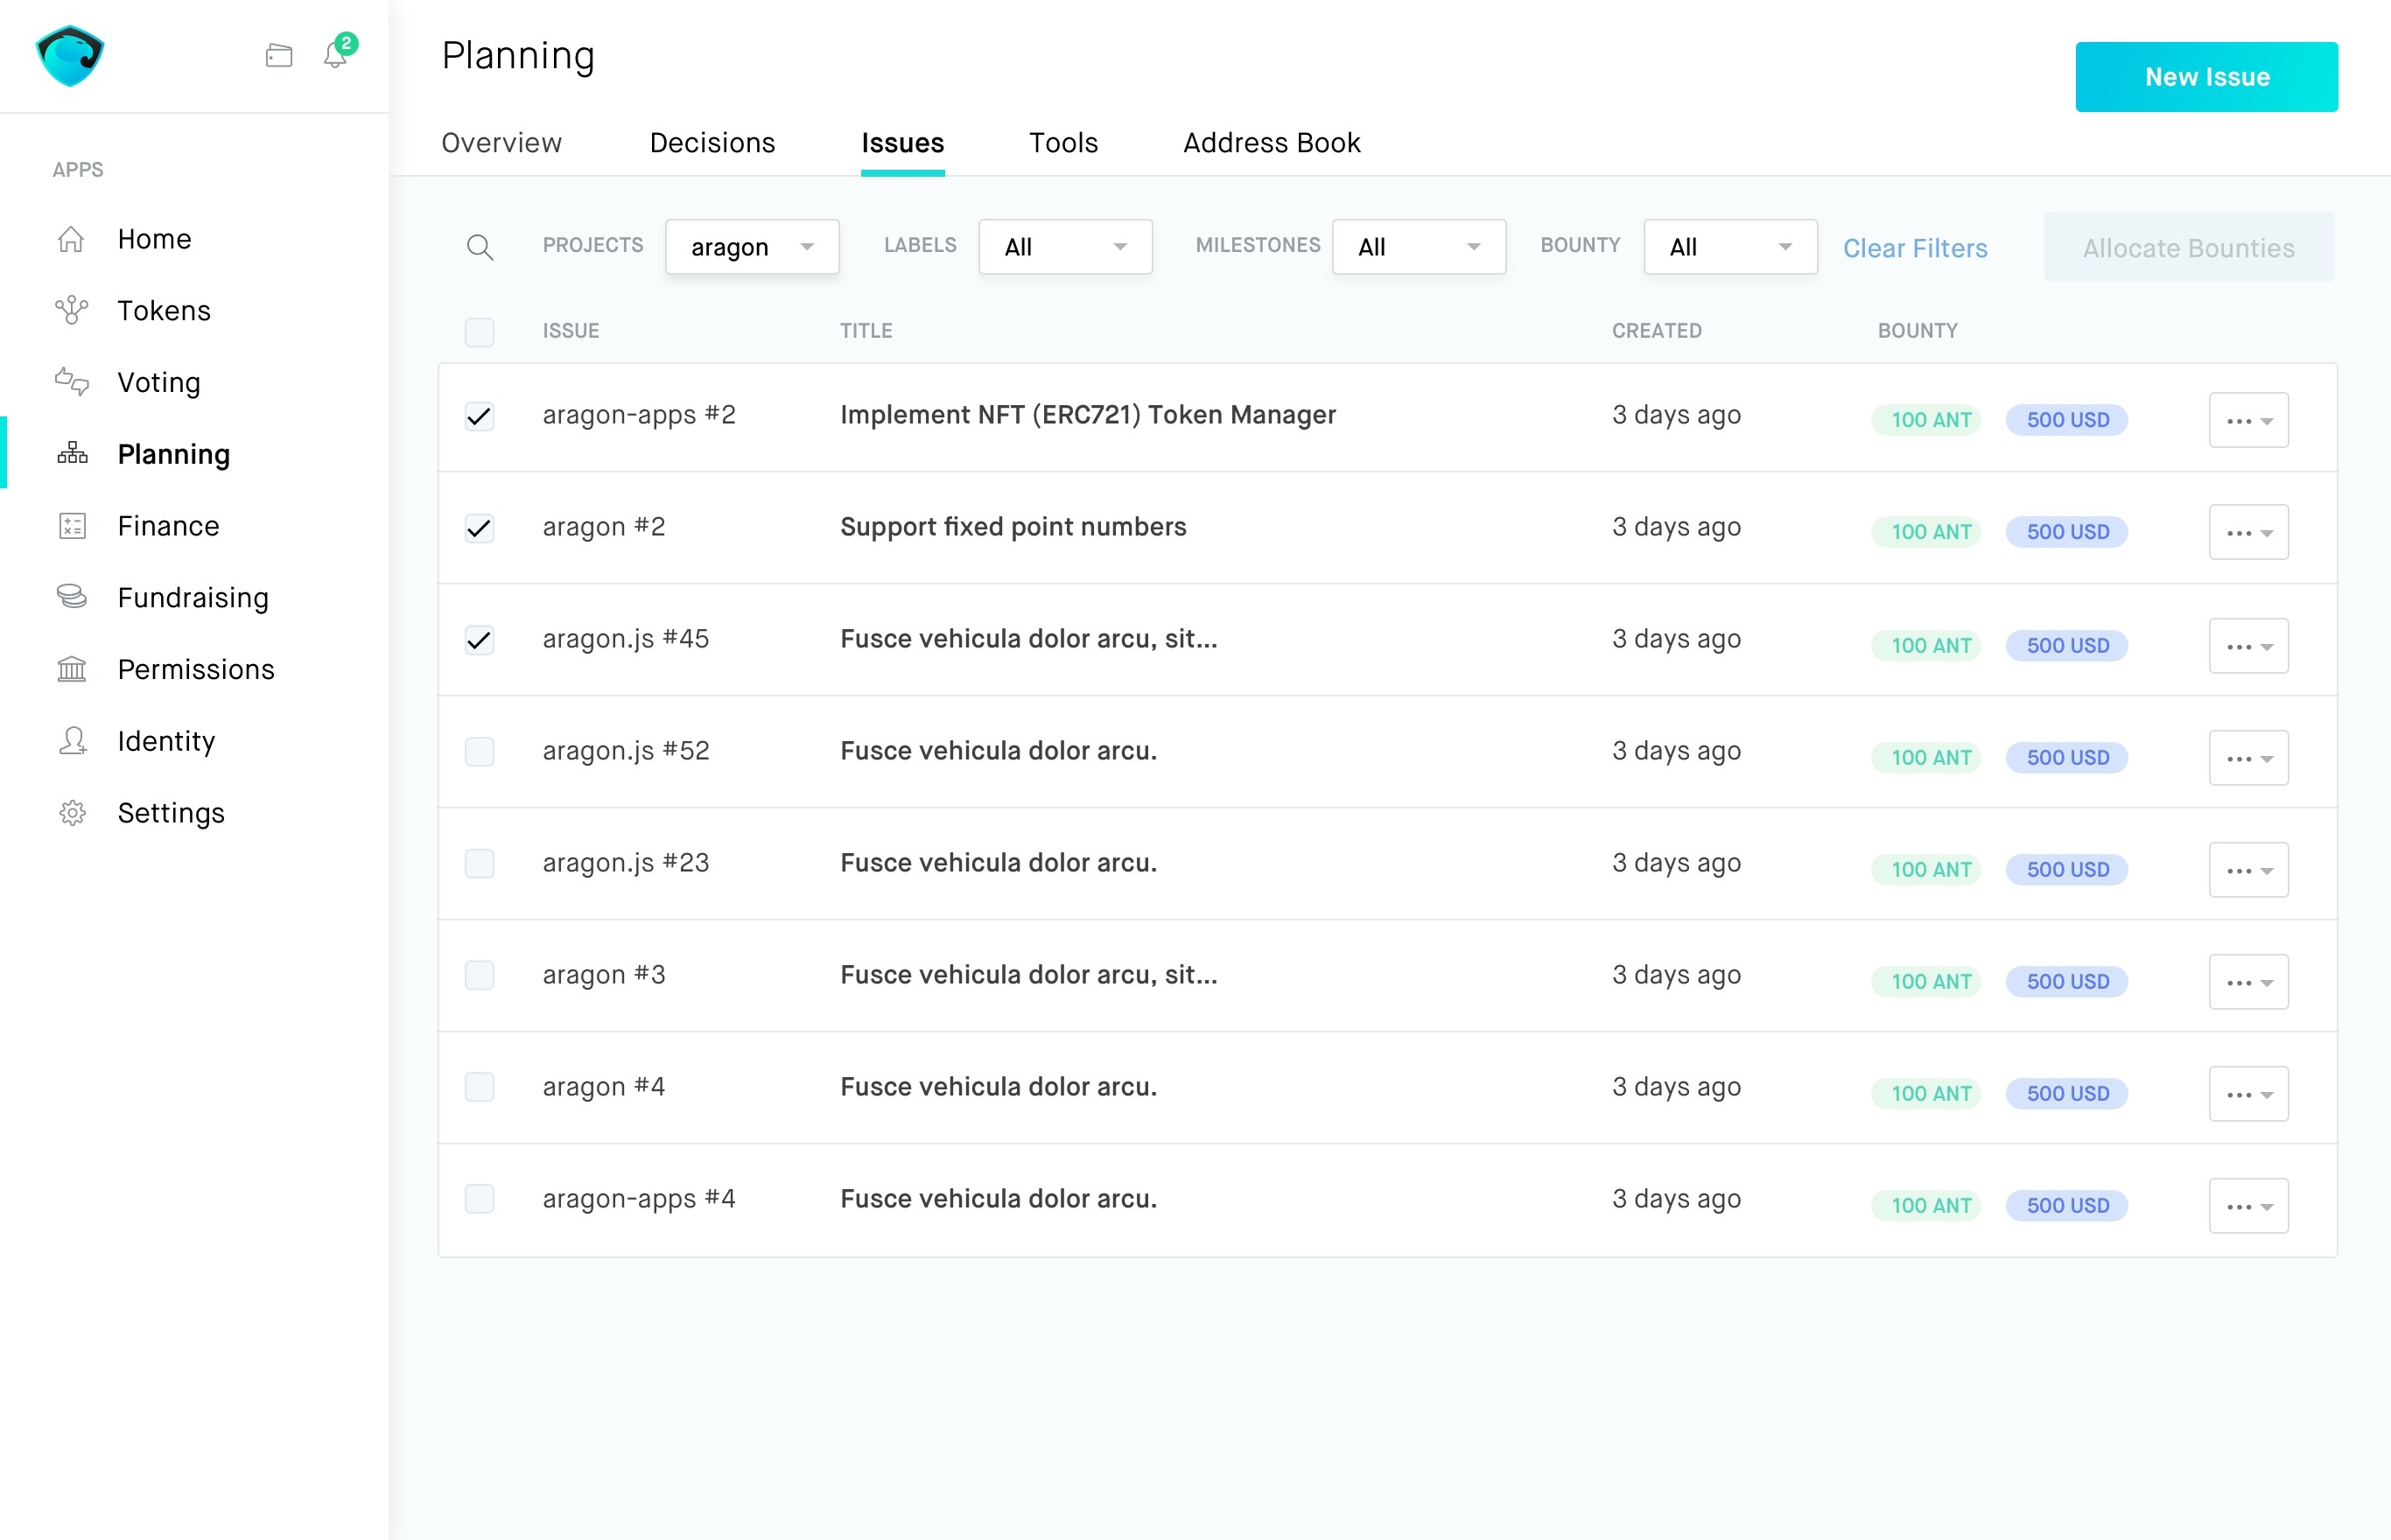 2
Planning
New Issue
Overview Decisions Issues Tools Address Book
APPS
Home
Tokens
Voting
Planning
Finance
Fundraising
Permissions
Identity
Settings
PROJECTS aragon LABELS All MILESTONES All BOUNTY All Clear Filters Allocate Bounties
ISSUE TITLE CREATED BOUNTY
aragon-apps #2 Implement NFT (ERC721) Token Manager 3 days ago 100 ANT 500 USD
aragon #2 Support fixed point numbers 3 days ago 100 ANT 500 USD
aragon.js #45 Fusce vehicula dolor arcu, sit... 3 days ago 100 ANT 500 USD
aragon.js #52 Fusce vehicula dolor arcu. 3 days ago 100 ANT 500 USD
aragon.js #23 Fusce vehicula dolor arcu. 3 days ago 100 ANT 500 USD
aragon #3 Fusce vehicula dolor arcu, sit... 3 days ago 100 ANT 500 USD
aragon #4 Fusce vehicula dolor arcu. 3 days ago 100 ANT 500 USD
aragon-apps #4 Fusce vehicula dolor arcu. 3 days ago 100 ANT 500 USD